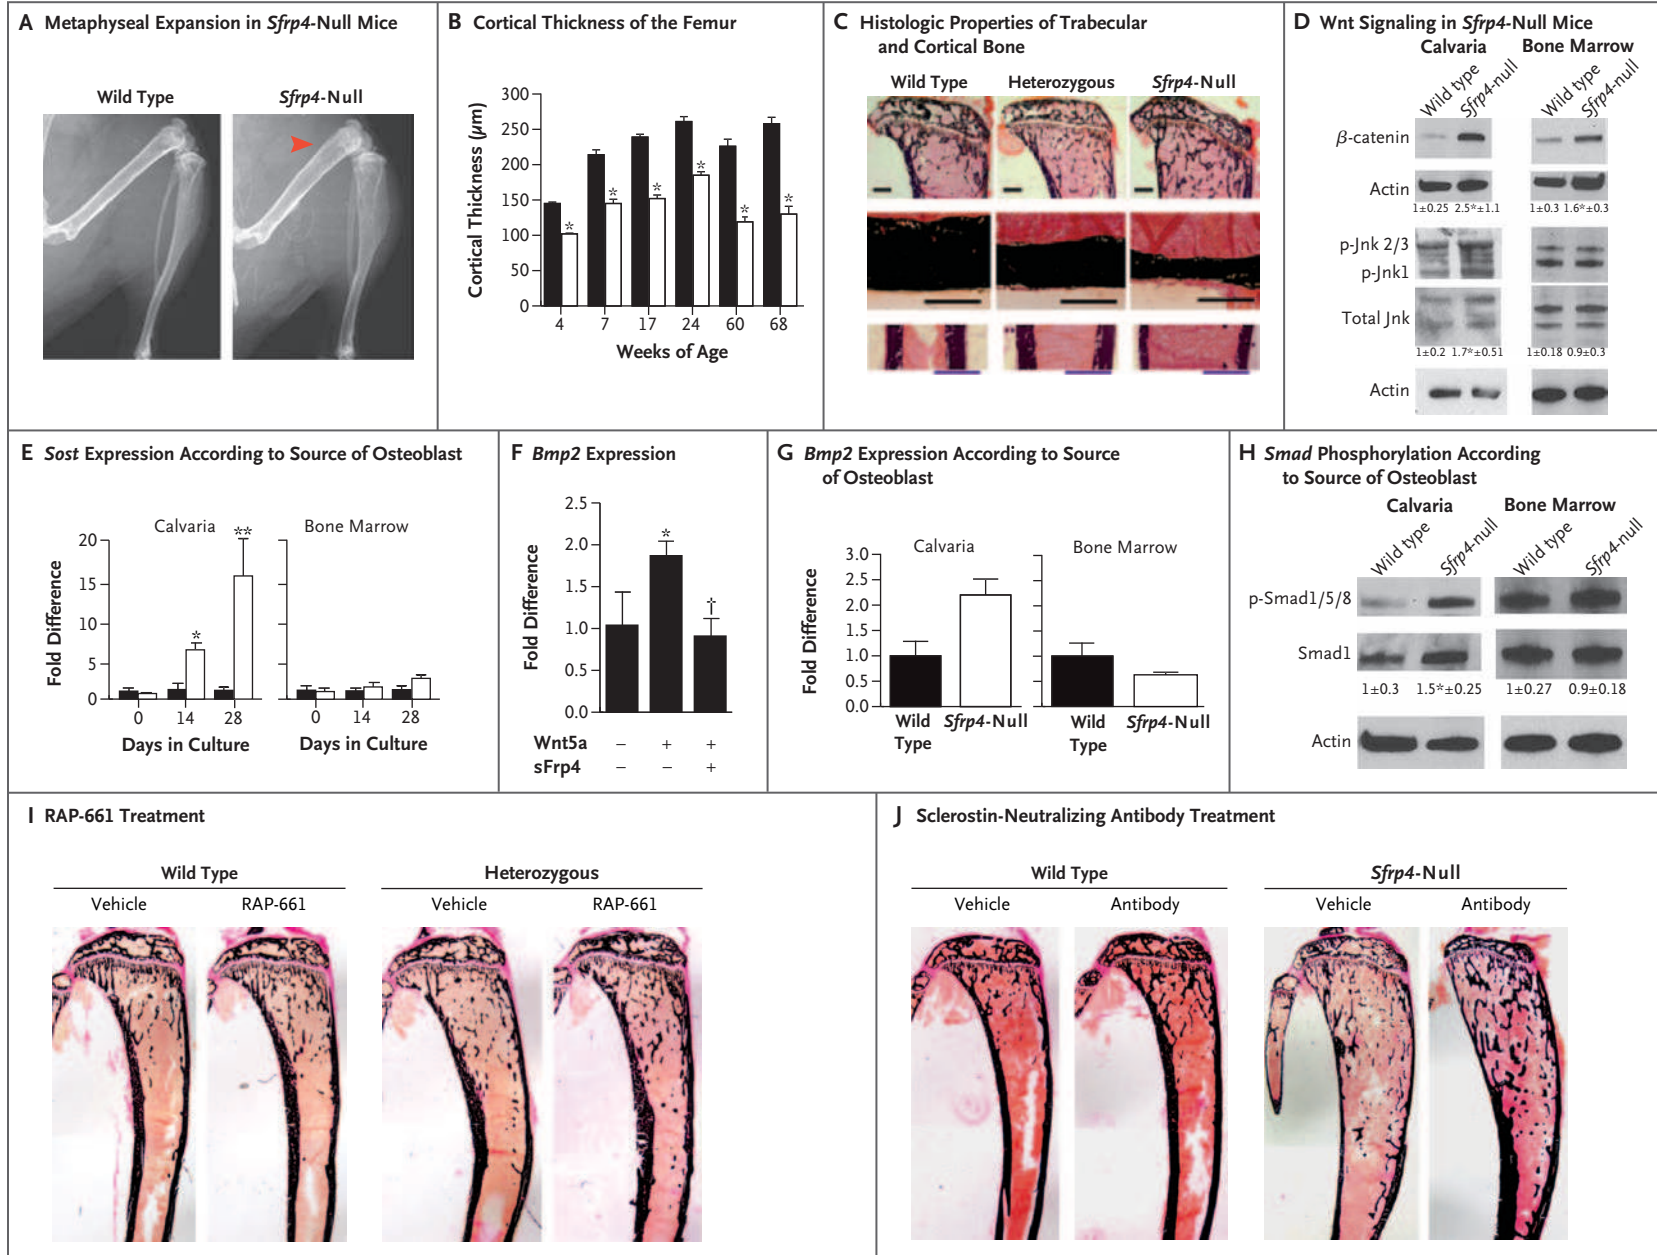 A Metaphyseal Expansion in Sfrp4-Null Mice
Wild Type
Sfrp4-Null
B Cortical Thickness of the Femur
Cortical Thickness (µm)
300
250
200
150
100
50
0
*
*
*
*
*
*
4
7
17
24
60
68
Weeks of Age
C Histologic Properties of Trabecular
and Cortical Bone
Wild Type
Heterozygous
Sfrp4-Null
D Wnt Signaling in Sfrp4-Null Mice
Calvaria
Bone Marrow
Wild type
Sfrp4-null
Wild type
Sfrp4-null
β-catenin
Actin
1±0.25 2.5*±1.1
1±0.3 1.6*±0.3
p-Jnk 2/3
p-Jnk1
Total Jnk
1±0.2 1.7*±0.51
1±0.18 0.9±0.3
Actin
E Sost Expression According to Source of Osteoblast
Calvaria
Bone Marrow
Fold Difference
20
15
10
5
0
*
**
0
14
28
0
14
28
Days in Culture
Days in Culture
F Bmp2 Expression
Fold Difference
2.5
2.0
1.5
1.0
0.5
0.0
*
†
Wnt5a – + +
sFrp4 – – +
G Bmp2 Expression According to Source
of Osteoblast
Calvaria
Bone Marrow
Fold Difference
3.0
2.5
2.0
1.5
1.0
0.5
0.0
Wild
Type
Sfrp4-Null
Wild
Type
Sfrp4-Null
H Smad Phosphorylation According
to Source of Osteoblast
Calvaria
Bone Marrow
Wild type
Sfrp4-null
Wild type
Sfrp4-null
p-Smad1/5/8
Smad1
1±0.3 1.5*±0.25
1±0.27 0.9±0.18
Actin
I RAP-661 Treatment
Wild Type
Heterozygous
Vehicle
RAP-661
Vehicle
RAP-661
J Sclerostin-Neutralizing Antibody Treatment
Wild Type
Sfrp4-Null
Vehicle
Antibody
Vehicle
Antibody